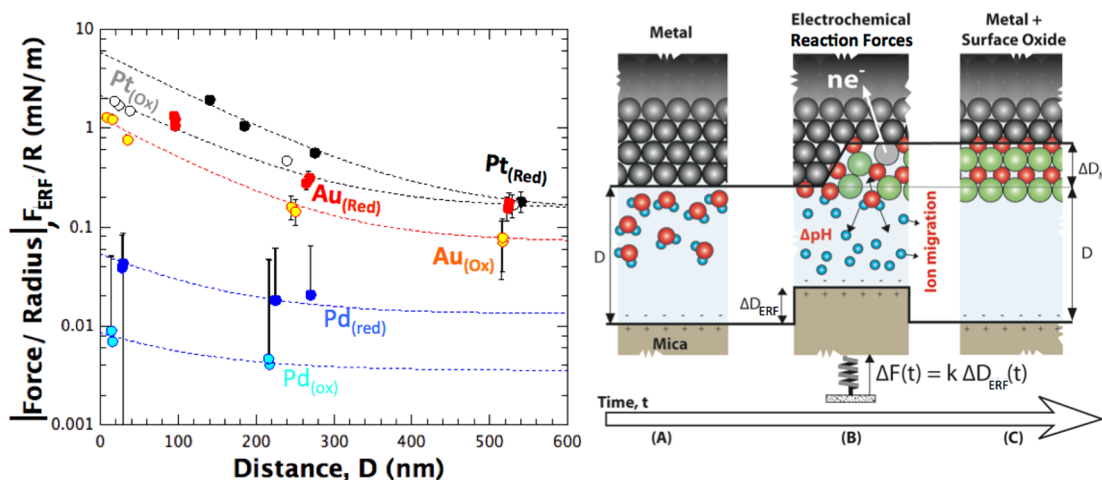 |Force/ Radius|, F_ERF/R (mN/m)
10
1
0.1
0.01
0.001
Pt(Ox)
Pt(Red)
Au(Red)
Au(Ox)
Pd(red)
Pd(ox)
0 100 200 300 400 500 600
Distance, D (nm)
Metal
Electrochemical
Reaction Forces
Metal +
Surface Oxide
ne-
ΔD
D
ΔpH
Ion migration
ΔD_ERF
D
Mica
ΔF(t) = k ΔD_ERF(t)
Time, t
(A) (B) (C)